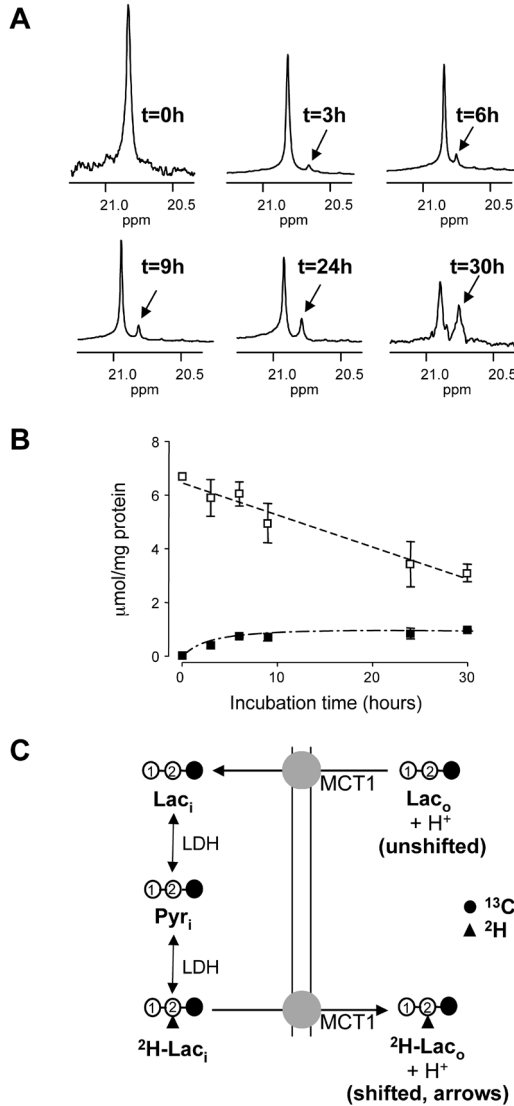 A
t=0h t=3h t=6h
21.0 20.5 21.0 20.5 21.0 20.5
ppm ppm ppm
t=9h t=24h t=30h
21.0 20.5 21.0 20.5 21.0 20.5
ppm ppm ppm
B
8
6
4
2
0
μmol/mg protein
0 10 20 30
Incubation time (hours)
C
1 2 MCT1 1 2
Lacᵢ Lacₒ
+ H⁺
(unshifted)
LDH
1 2
Pyrᵢ
¹³C
²H
LDH
1 2 MCT1 1 2
²H-Lacᵢ ²H-Lacₒ
+ H⁺
(shifted, arrows)